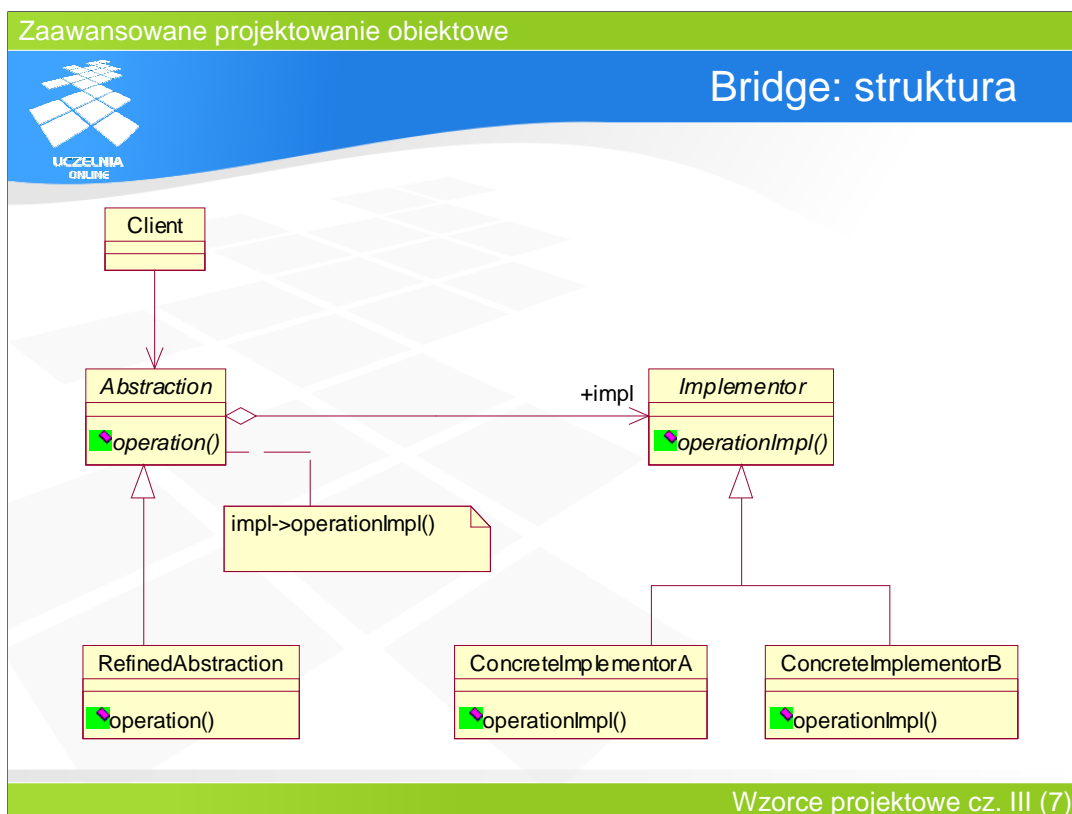 Zaawansowane projektowanie obiektowe
Bridge: struktura
UCZELNIA
ONLINE
Client
Abstraction
operation()
+impl
Implementor
operationImpl()
impl->operationImpl()
RefinedAbstraction
operation()
ConcreteImplementorA
operationImpl()
ConcreteImplementorB
operationImpl()
Wzorce projektowe cz. III (7)